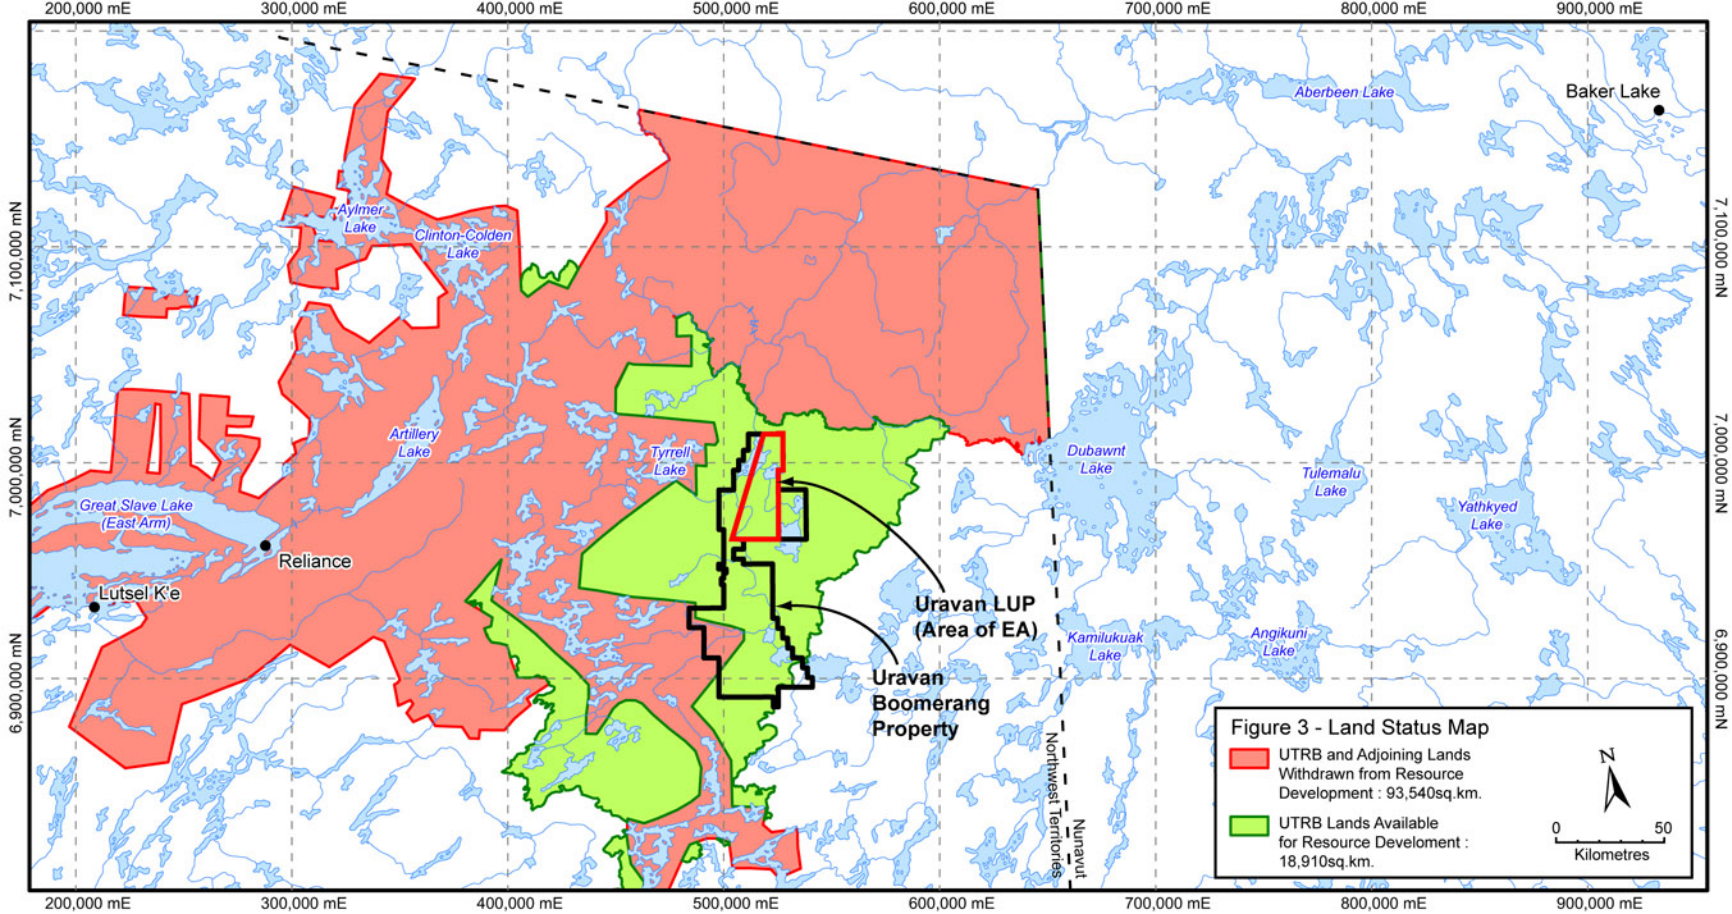 200,000 mE 300,000 mE 400,000 mE 500,000 mE 600,000 mE 700,000 mE 800,000 mE 900,000 mE
Aberbeen Lake
Baker Lake
7,100,000 mN
7,100,000 mN
Aylmer
Lake
Clinton-Colden
Lake
7,000,000 mN
7,000,000 mN
Artillery
Lake
Tyrrell
Lake
Dubawnt
Lake
Tulemalu
Lake
Yathkyed
Lake
Great Slave Lake
(East Arm)
Reliance
Lutsel K'e
Uravan LUP
(Area of EA)
Kamilukuak
Lake
Angikuni
Lake
6,900,000 mN
6,900,000 mN
Uravan
Boomerang
Property
Northwest Territories
Nunavut
Figure 3 - Land Status Map
UTRB and Adjoining Lands
Withdrawn from Resource
Development : 93,540sq.km.
UTRB Lands Available
for Resource Develoment :
18,910sq.km.
N
0 50
Kilometres
200,000 mE 300,000 mE 400,000 mE 500,000 mE 600,000 mE 700,000 mE 800,000 mE 900,000 mE